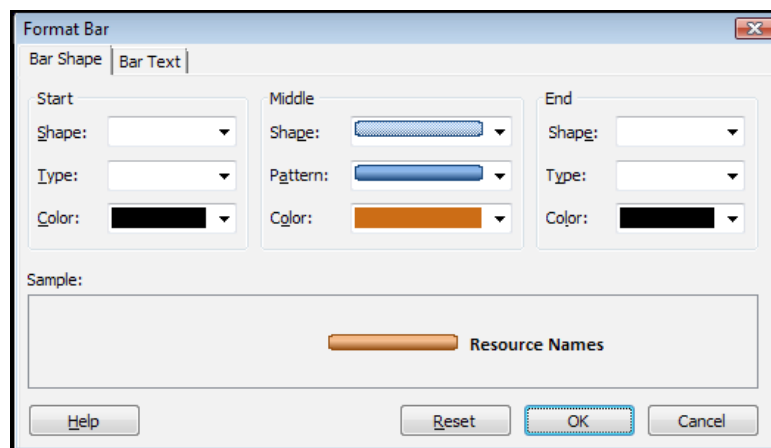 Format Bar
Bar Shape Bar Text
Start Middle End
Shape: Shape: Shape:
Type: Pattern: Type:
Color: Color: Color:
Sample:
Resource Names
Help Reset OK Cancel